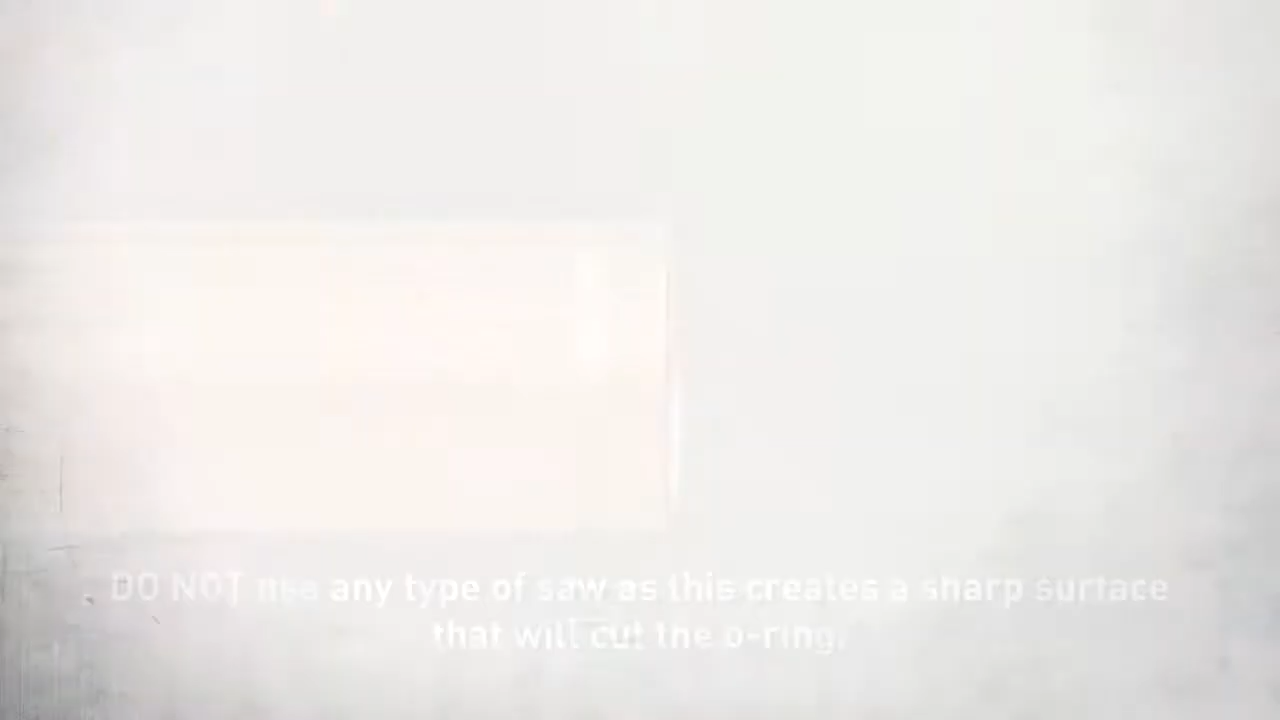 DO NOT use any type of saw as this creates a sharp surface
that will cut the o-ring.